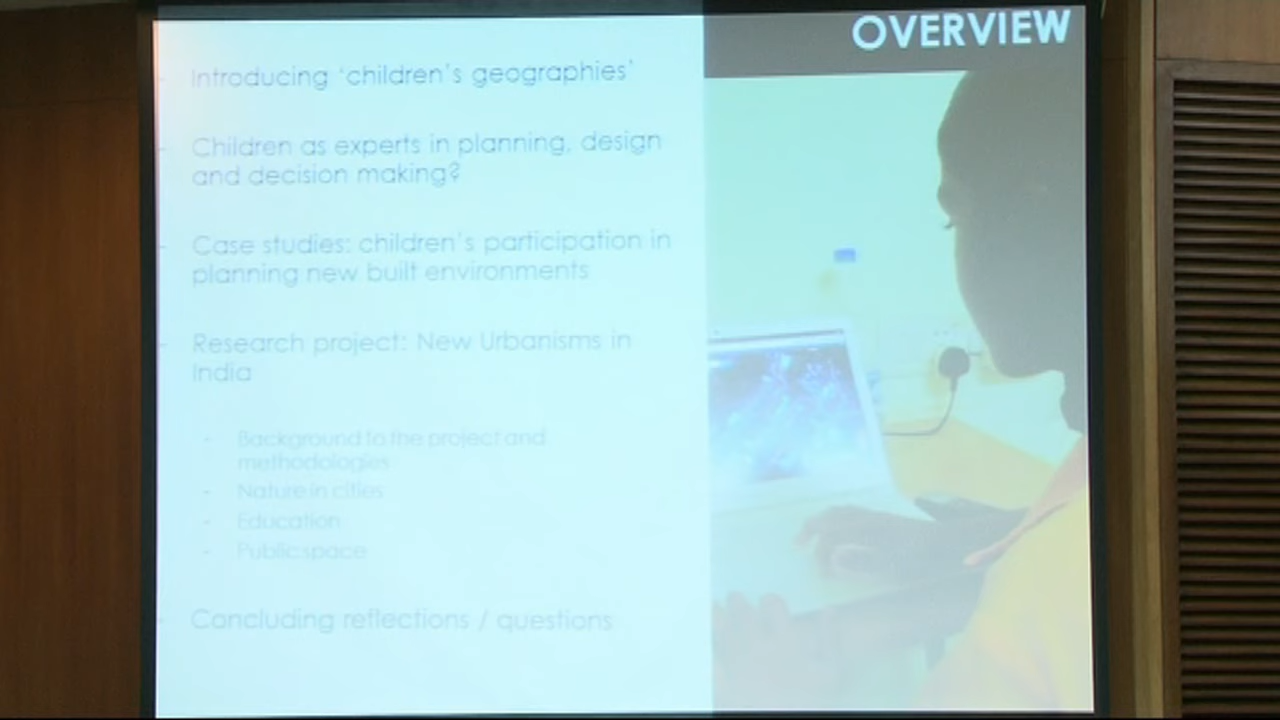 OVERVIEW
- Introducing 'children's geographies'
- Children as experts in planning, design
and decision making?
- Case studies: children's participation in
planning new built environments
- Research project: New Urbanisms in
India
- Background to the project and
methodologies
- Nature in cities
- Education
- Public space
- Concluding reflections / questions